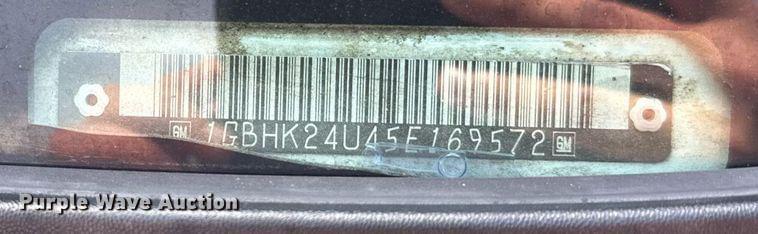 GM 1GBHK24U45E169572 GM
Purple Wave Auction